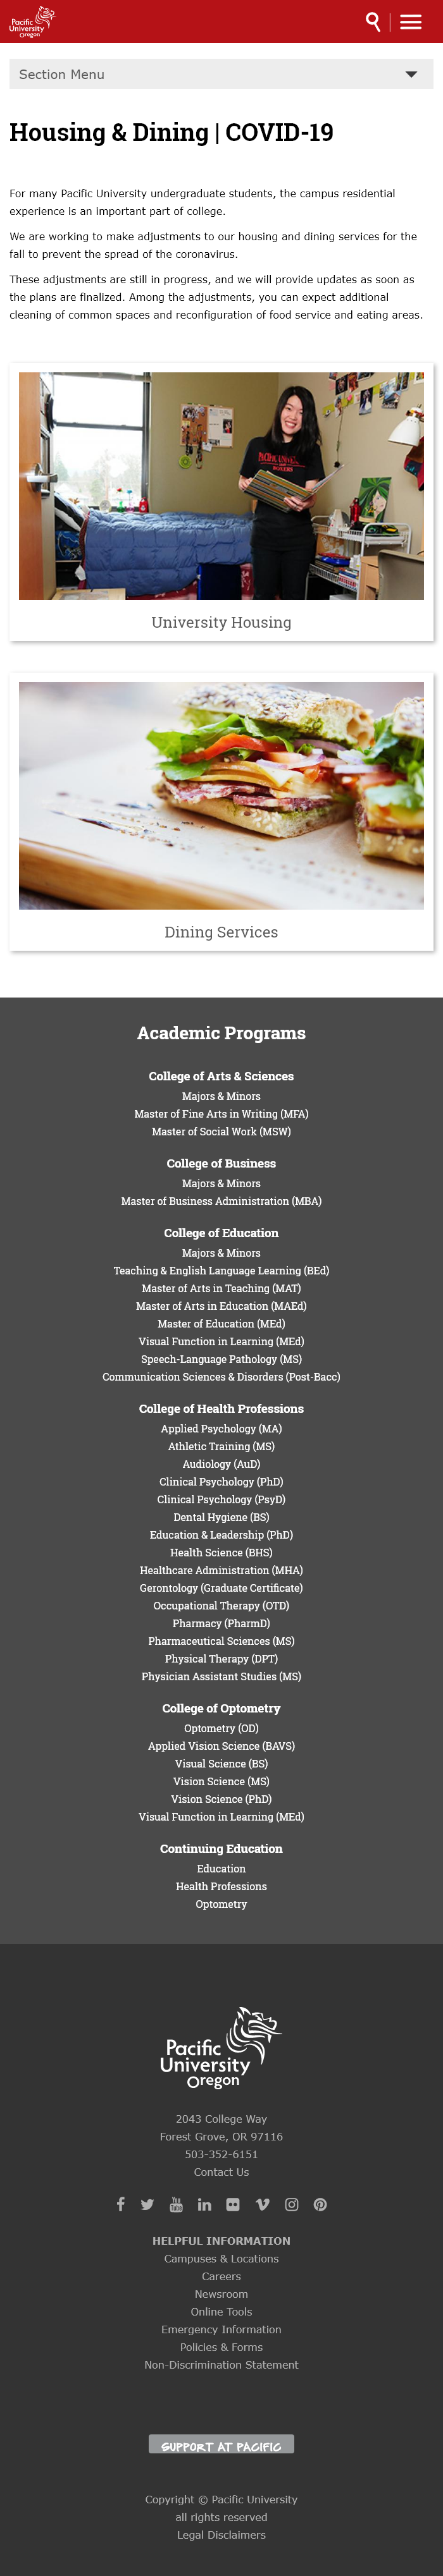 Pacific
University
Oregon
Section Menu
Housing & Dining | COVID-19
For many Pacific University undergraduate students, the campus residential
experience is an important part of college.
We are working to make adjustments to our housing and dining services for the
fall to prevent the spread of the coronavirus.
These adjustments are still in progress, and we will provide updates as soon as
the plans are finalized. Among the adjustments, you can expect additional
cleaning of common spaces and reconfiguration of food service and eating areas.
University Housing
Dining Services
Academic Programs
College of Arts & Sciences
Majors & Minors
Master of Fine Arts in Writing (MFA)
Master of Social Work (MSW)
College of Business
Majors & Minors
Master of Business Administration (MBA)
College of Education
Majors & Minors
Teaching & English Language Learning (BEd)
Master of Arts in Teaching (MAT)
Master of Arts in Education (MAEd)
Master of Education (MEd)
Visual Function in Learning (MEd)
Speech-Language Pathology (MS)
Communication Sciences & Disorders (Post-Bacc)
College of Health Professions
Applied Psychology (MA)
Athletic Training (MS)
Audiology (AuD)
Clinical Psychology (PhD)
Clinical Psychology (PsyD)
Dental Hygiene (BS)
Education & Leadership (PhD)
Health Science (BHS)
Healthcare Administration (MHA)
Gerontology (Graduate Certificate)
Occupational Therapy (OTD)
Pharmacy (PharmD)
Pharmaceutical Sciences (MS)
Physical Therapy (DPT)
Physician Assistant Studies (MS)
College of Optometry
Optometry (OD)
Applied Vision Science (BAVS)
Visual Science (BS)
Vision Science (MS)
Vision Science (PhD)
Visual Function in Learning (MEd)
Continuing Education
Education
Health Professions
Optometry
Pacific
University
Oregon
2043 College Way
Forest Grove, OR 97116
503-352-6151
Contact Us
HELPFUL INFORMATION
Campuses & Locations
Careers
Newsroom
Online Tools
Emergency Information
Policies & Forms
Non-Discrimination Statement
SUPPORT AT PACIFIC
Copyright © Pacific University
all rights reserved
Legal Disclaimers